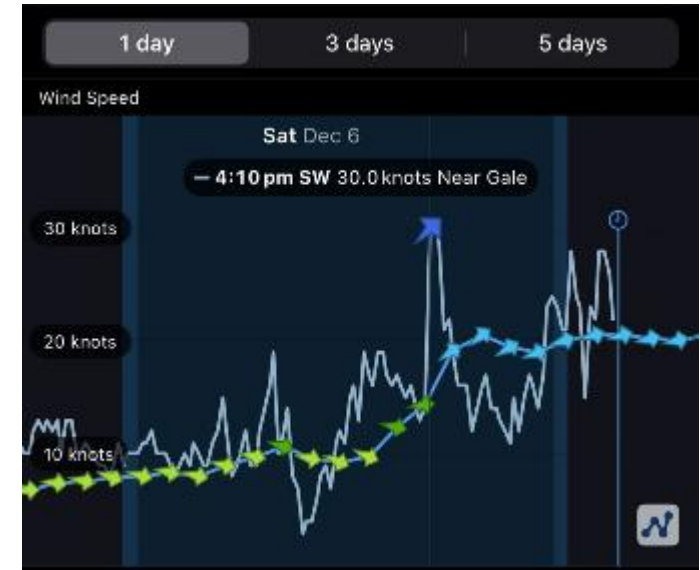 1 day 3 days 5 days
Wind Speed
Sat Dec 6
– 4:10 pm SW 30.0 knots Near Gale
30 knots
20 knots
10 knots